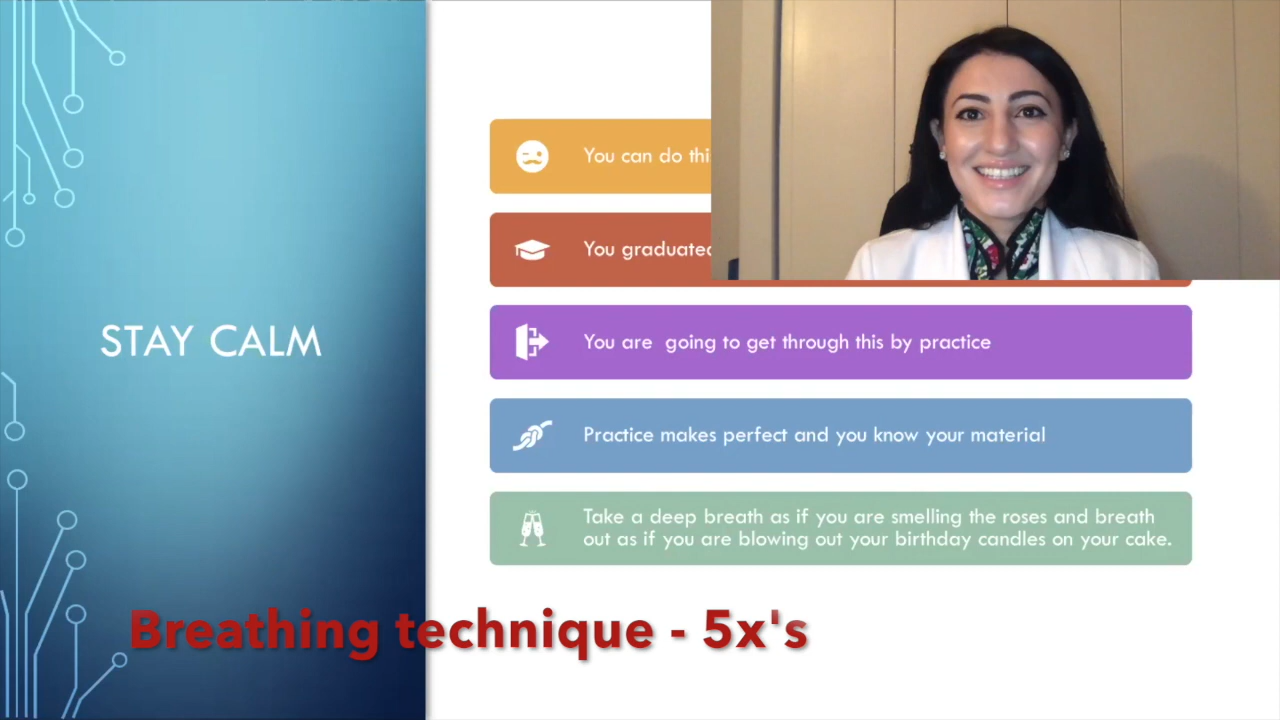 STAY CALM
You can do thi
You graduated
You are  going to get through this by practice
Practice makes perfect and you know your material
Take a deep breath as if you are smelling the roses and breath
out as if you are blowing out your birthday candles on your cake.
Breathing technique - 5x's